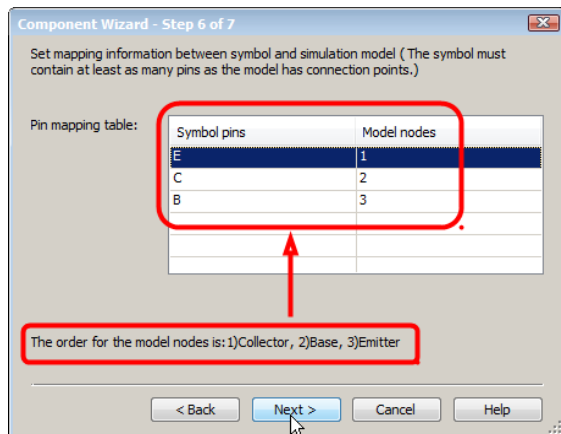 Component Wizard - Step 6 of 7
Set mapping information between symbol and simulation model ( The symbol must
contain at least as many pins as the model has connection points.)
Pin mapping table:
Symbol pins Model nodes
E 1
C 2
B 3
The order for the model nodes is:1)Collector, 2)Base, 3)Emitter
< Back Next > Cancel Help